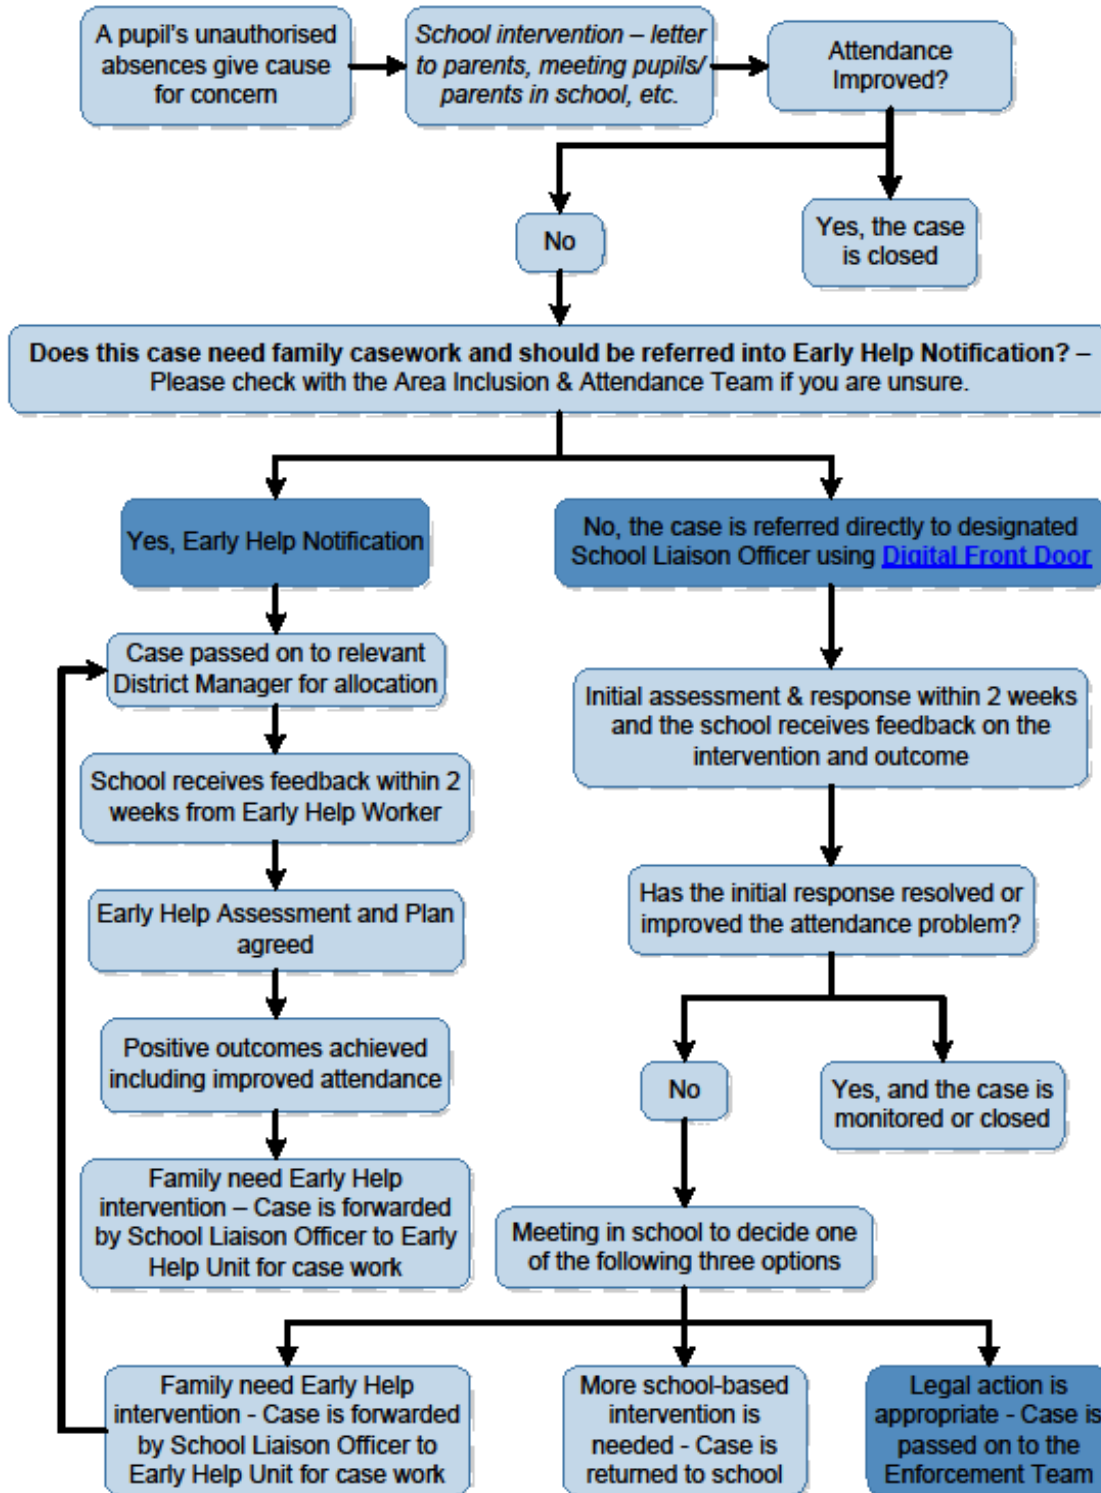 A pupil's unauthorised
absences give cause
for concern
School intervention – letter
to parents, meeting pupils/
parents in school, etc.
Attendance
Improved?
No
Yes, the case
is closed
Does this case need family casework and should be referred into Early Help Notification? –
Please check with the Area Inclusion & Attendance Team if you are unsure.
Yes, Early Help Notification
No, the case is referred directly to designated
School Liaison Officer using Digital Front Door
Case passed on to relevant
District Manager for allocation
School receives feedback within 2
weeks from Early Help Worker
Early Help Assessment and Plan
agreed
Positive outcomes achieved
including improved attendance
Family need Early Help
intervention – Case is forwarded
by School Liaison Officer to Early
Help Unit for case work
Initial assessment & response within 2 weeks
and the school receives feedback on the
intervention and outcome
Has the initial response resolved or
improved the attendance problem?
No
Yes, and the case is
monitored or closed
Meeting in school to decide one
of the following three options
Family need Early Help
intervention - Case is forwarded
by School Liaison Officer to
Early Help Unit for case work
More school-based
intervention is
needed - Case is
returned to school
Legal action is
appropriate - Case is
passed on to the
Enforcement Team